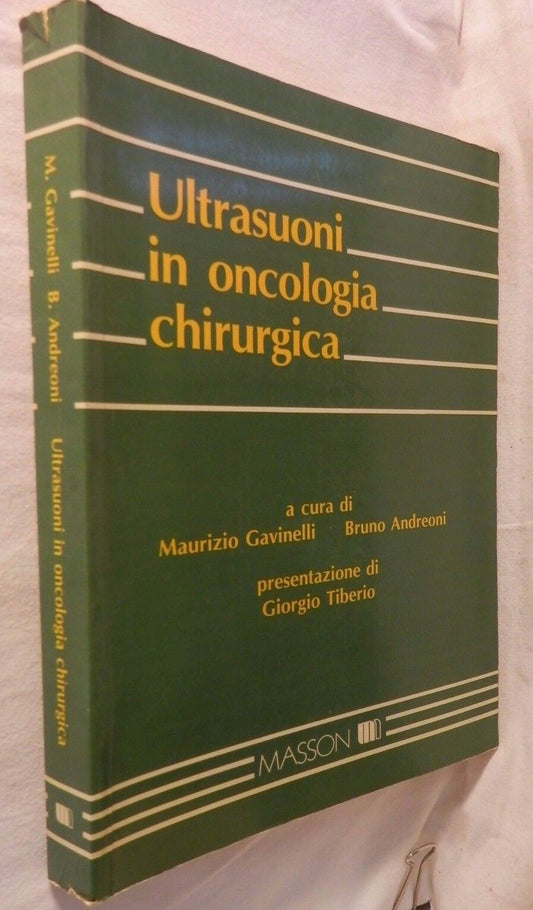 Ultrasuoni
in oncologia
chirurgica
a cura di
Maurizio Gavinelli Bruno Andreoni
presentazione di
Giorgio Tiberio
MASSON m
M. Gavinelli B. Andreoni Ultrasuoni in oncologia chirurgica
m